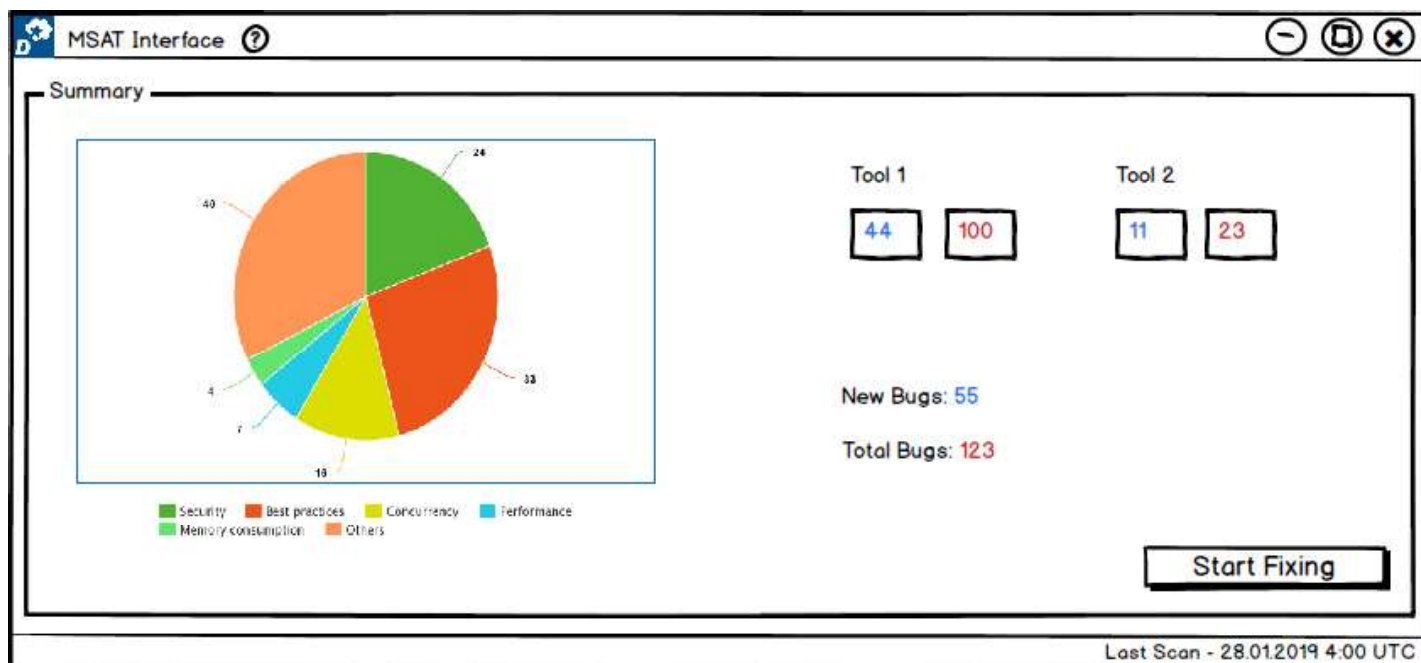 D
MSAT Interface ?
Summary
24
40
33
4
7
Tool 1 Tool 2
44 100 11 23
New Bugs: 55
Total Bugs: 123
Security Best practices Concurrency Performance
Memory consumption Others
Start Fixing
Last Scan - 28.01.2019 4:00 UTC